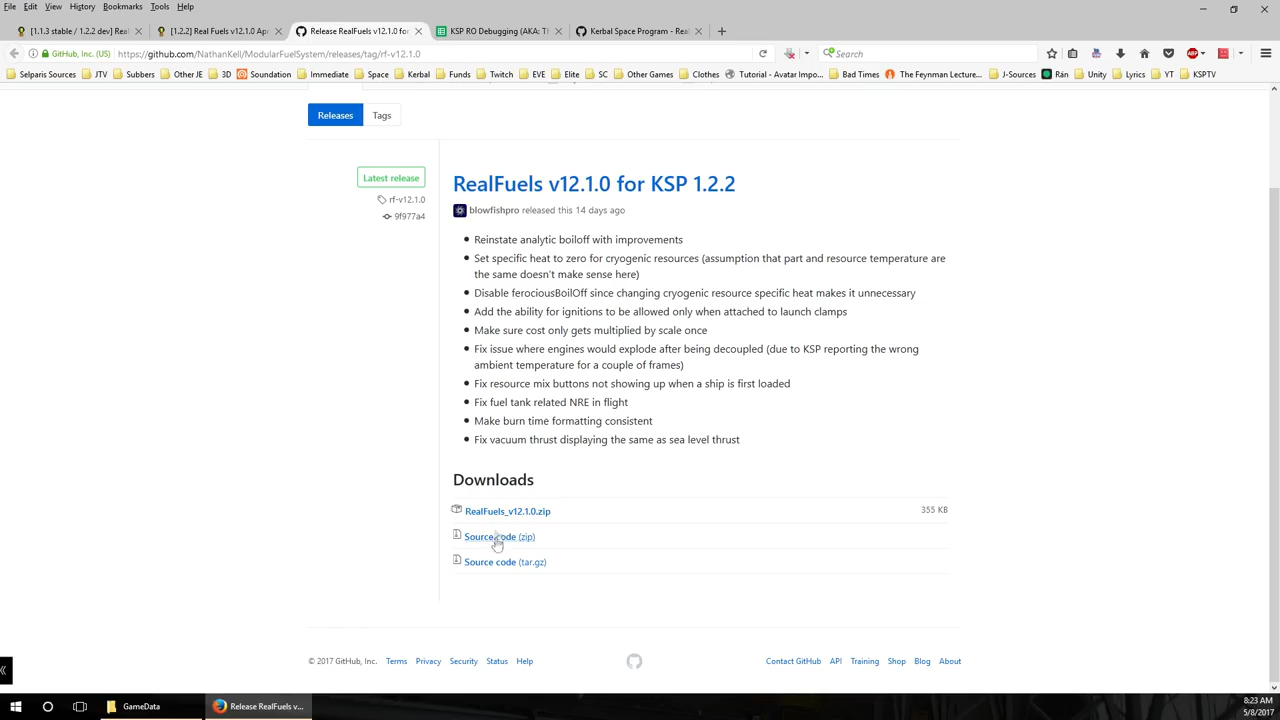 File Edit View History Bookmarks Tools Help
[1.1.3 stable / 1.2.2 dev] Real
[1.2.2] Real Fuels v12.1.0 Ap
Release RealFuels v12.1.0 for
KSP RO Debugging (AKA: Th
Kerbal Space Program - Rea
GitHub, Inc. (US) https://github.com/NathanKell/ModularFuelSystem/releases/tag/rf-v12.1.0 Search
Selparis Sources JTV Subbers Other JE 3D Soundation Immediate Space Kerbal Funds Twitch EVE Elite SC Other Games Clothes Tutorial - Avatar Impo... Bad Times The Feynman Lecture... J-Sources Rán Unity Lyrics YT KSPTV
Releases Tags
Latest release
rf-v12.1.0
9f977a4
RealFuels v12.1.0 for KSP 1.2.2
blowfishpro released this 14 days ago
Reinstate analytic boiloff with improvements
Set specific heat to zero for cryogenic resources (assumption that part and resource temperature are
the same doesn't make sense here)
Disable ferociousBoilOff since changing cryogenic resource specific heat makes it unnecessary
Add the ability for ignitions to be allowed only when attached to launch clamps
Make sure cost only gets multiplied by scale once
Fix issue where engines would explode after being decoupled (due to KSP reporting the wrong
ambient temperature for a couple of frames)
Fix resource mix buttons not showing up when a ship is first loaded
Fix fuel tank related NRE in flight
Make burn time formatting consistent
Fix vacuum thrust displaying the same as sea level thrust
Downloads
RealFuels_v12.1.0.zip 355 KB
Source code (zip)
Source code (tar.gz)
© 2017 GitHub, Inc. Terms Privacy Security Status Help Contact GitHub API Training Shop Blog About
GameData
Release RealFuels v...
8:23 AM
5/8/2017